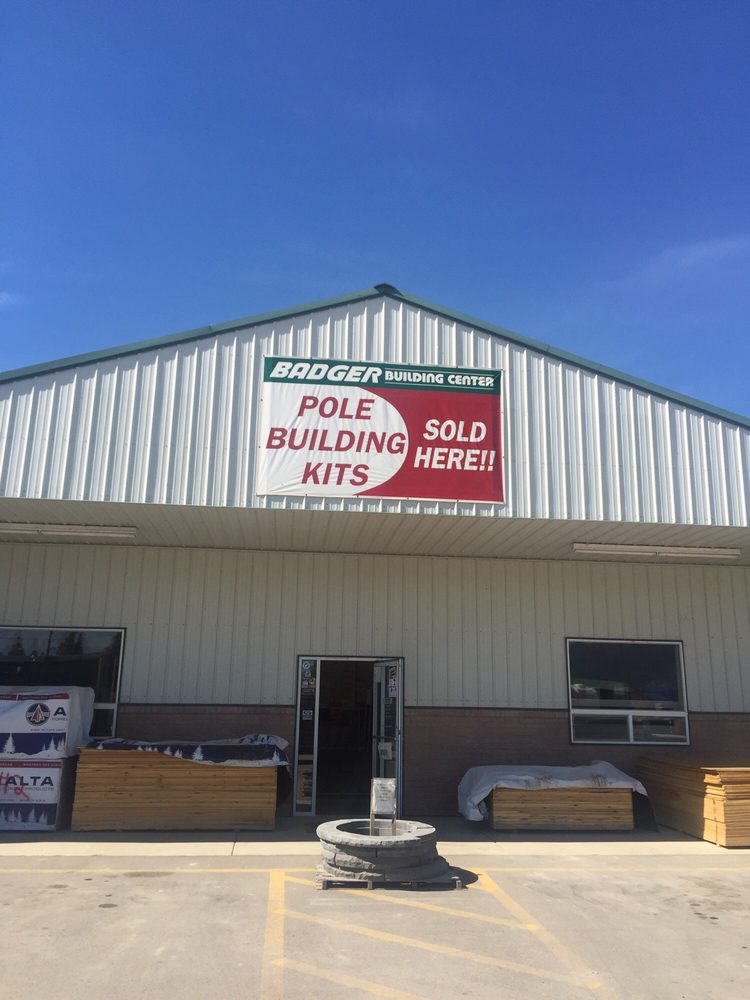 BADGER BUILDING CENTER
POLE
BUILDING
KITS
SOLD
HERE!!
A
ALTA